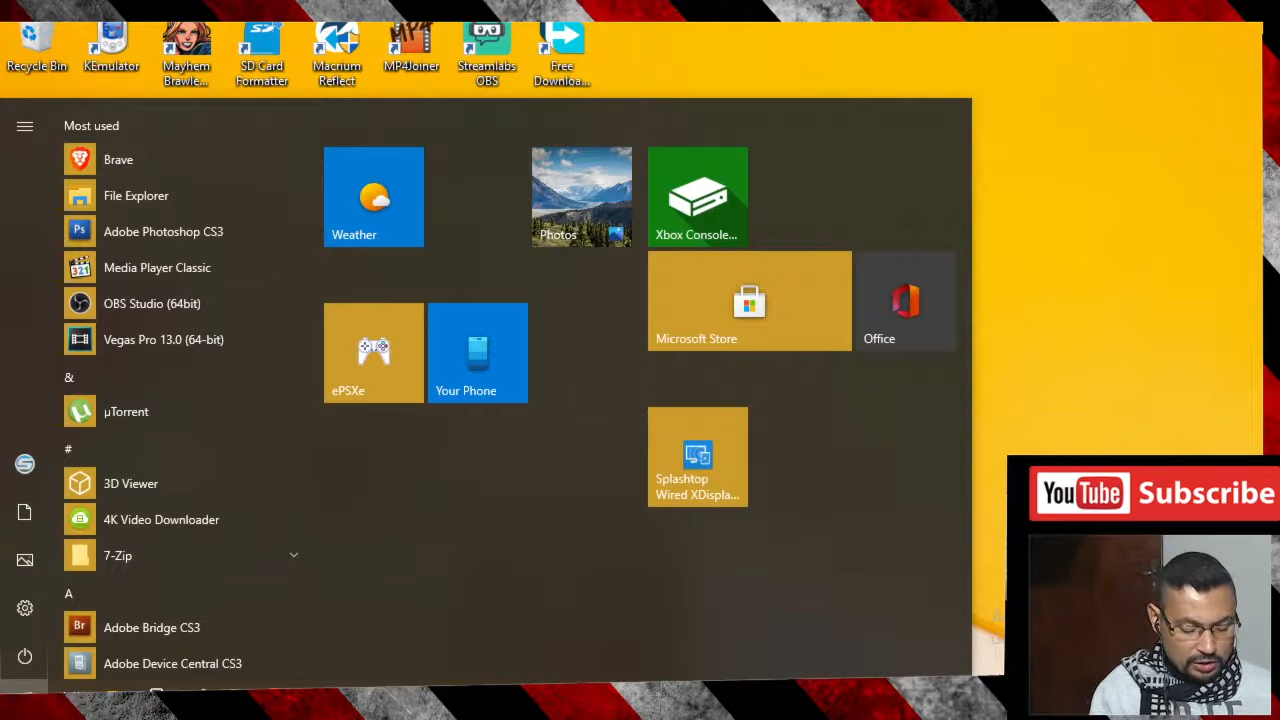 Recycle Bin
KEmulator
Mayhem
Brawle...
SD Card
Formatter
Macrium
Reflect
MP4Joiner
Streamlabs
OBS
Free
Downloa...
Most used
Brave
File Explorer
Adobe Photoshop CS3
Media Player Classic
OBS Studio (64bit)
Vegas Pro 13.0 (64-bit)
&
µTorrent
#
3D Viewer
4K Video Downloader
7-Zip
A
Adobe Bridge CS3
Adobe Device Central CS3
Weather
Photos
Xbox Console...
Microsoft Store
Office
ePSXe
Your Phone
Splashtop
Wired XDispla...
YouTube Subscribe